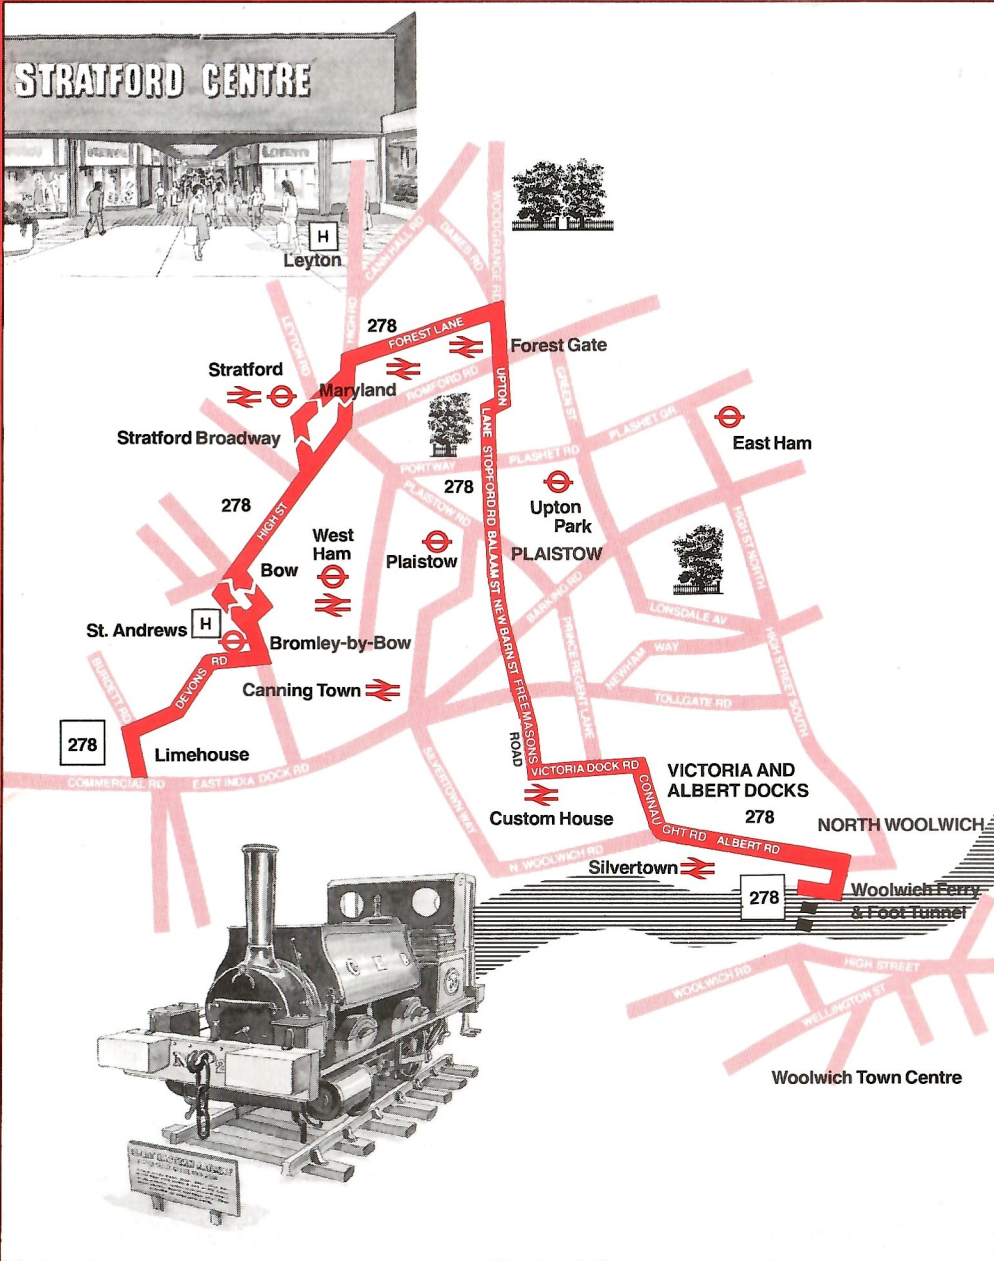 STRATFORD CENTRE
H
Leyton
WOODGRANGE RD
CANN HALL RD
DAMES RD
LEYTON RD
HIGH RD
278
FOREST LANE
Forest Gate
Stratford
Maryland
ROMFORD RD
UPTON
LANE
GREEN ST
Stratford Broadway
PLASHET GR
East Ham
PORTWAY
PLASHET RD
278
PLAISTOW RD
STOPFORD RD
278
HIGH ST
Upton
Park
West
Ham
Plaistow
PLAISTOW
BALAAM ST
HIGH ST NORTH
Bow
BARKING RD
NEW BARN ST
LONSDALE AV
St. Andrews
H
Bromley-by-Bow
PRINCE REGENT LANE
NEWHAM WAY
HIGH STREET SOUTH
DEVONS RD
BURDETT RD
Canning Town
FREEMASONS
ROAD
TOLLGATE RD
278
Limehouse
COMMERCIAL RD
EAST INDIA DOCK RD
SILVERTOWN WAY
VICTORIA DOCK RD
VICTORIA AND
ALBERT DOCKS
CONNAUGHT RD
Custom House
278
ALBERT RD
NORTH WOOLWICH
N. WOOLWICH RD
Silvertown
278
Woolwich Ferry
& Foot Tunnel
WOOLWICH RD
HIGH STREET
WELLINGTON ST
Woolwich Town Centre
G E R
N 2
GREAT EASTERN RAILWAY